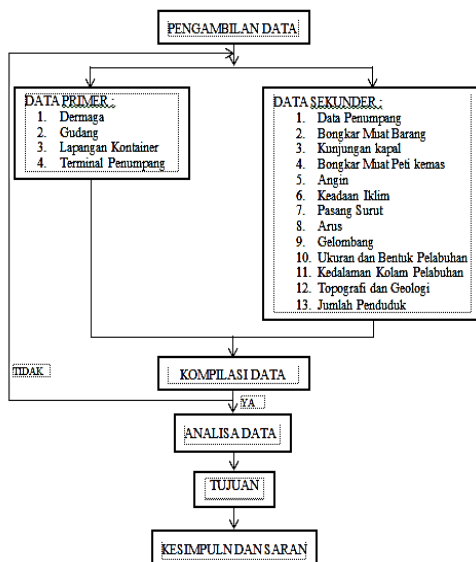 PENGAMBILAN DATA
DATA PRIMER :
1. Dermaga
2. Gudang
3. Lapangan Kontainer
4. Terminal Penumpang
DATA SEKUNDER :
1. Data Penumpang
2. Bongkar Muat Barang
3. Kunjungan kapal
4. Bongkar Muat Peti kemas
5. Angin
6. Keadaan Iklim
7. Pasang Surut
8. Arus
9. Gelombang
10. Ukuran dan Bentuk Pelabuhan
11. Kedalaman Kolam Pelabuhan
12. Topografi dan Geologi
13. Jumlah Penduduk
KOMPILASI DATA
TIDAK
YA
ANALISA DATA
TUJUAN
KESIMPULN DAN SARAN